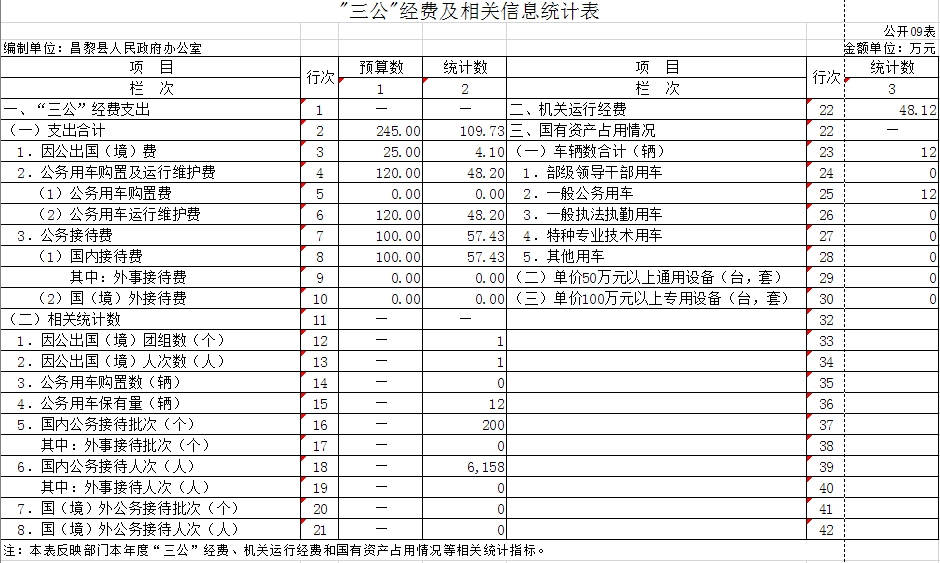 "三公"经费及相关信息统计表
公开09表
编制单位：昌黎县人民政府办公室 金额单位：万元
项 目 行次 预算数 统计数 项 目 行次 统计数
栏 次 1 2 栏 次 3
一、“三公”经费支出 1 — — 二、机关运行经费 22 48.12
（一）支出合计 2 245.00 109.73 三、国有资产占用情况 22 —
1．因公出国（境）费 3 25.00 4.10 （一）车辆数合计（辆） 23 12
2．公务用车购置及运行维护费 4 120.00 48.20 1．部级领导干部用车 24 0
（1）公务用车购置费 5 0.00 0.00 2．一般公务用车 25 12
（2）公务用车运行维护费 6 120.00 48.20 3．一般执法执勤用车 26 0
3．公务接待费 7 100.00 57.43 4．特种专业技术用车 27 0
（1）国内接待费 8 100.00 57.43 5．其他用车 28 0
其中：外事接待费 9 0.00 0.00 （二）单价50万元以上通用设备（台，套） 29 0
（2）国（境）外接待费 10 0.00 0.00 （三）单价100万元以上专用设备（台，套） 30 0
（二）相关统计数 11 — — 32
1．因公出国（境）团组数（个） 12 — 1 33
2．因公出国（境）人次数（人） 13 — 1 34
3．公务用车购置数（辆） 14 — 0 35
4．公务用车保有量（辆） 15 — 12 36
5．国内公务接待批次（个） 16 — 200 37
其中：外事接待批次（个） 17 — 0 38
6．国内公务接待人次（人） 18 — 6,158 39
其中：外事接待人次（人） 19 — 0 40
7．国（境）外公务接待批次（个） 20 — 0 41
8．国（境）外公务接待人次（人） 21 — 0 42
注：本表反映部门本年度“三公”经费、机关运行经费和国有资产占用情况等相关统计指标。